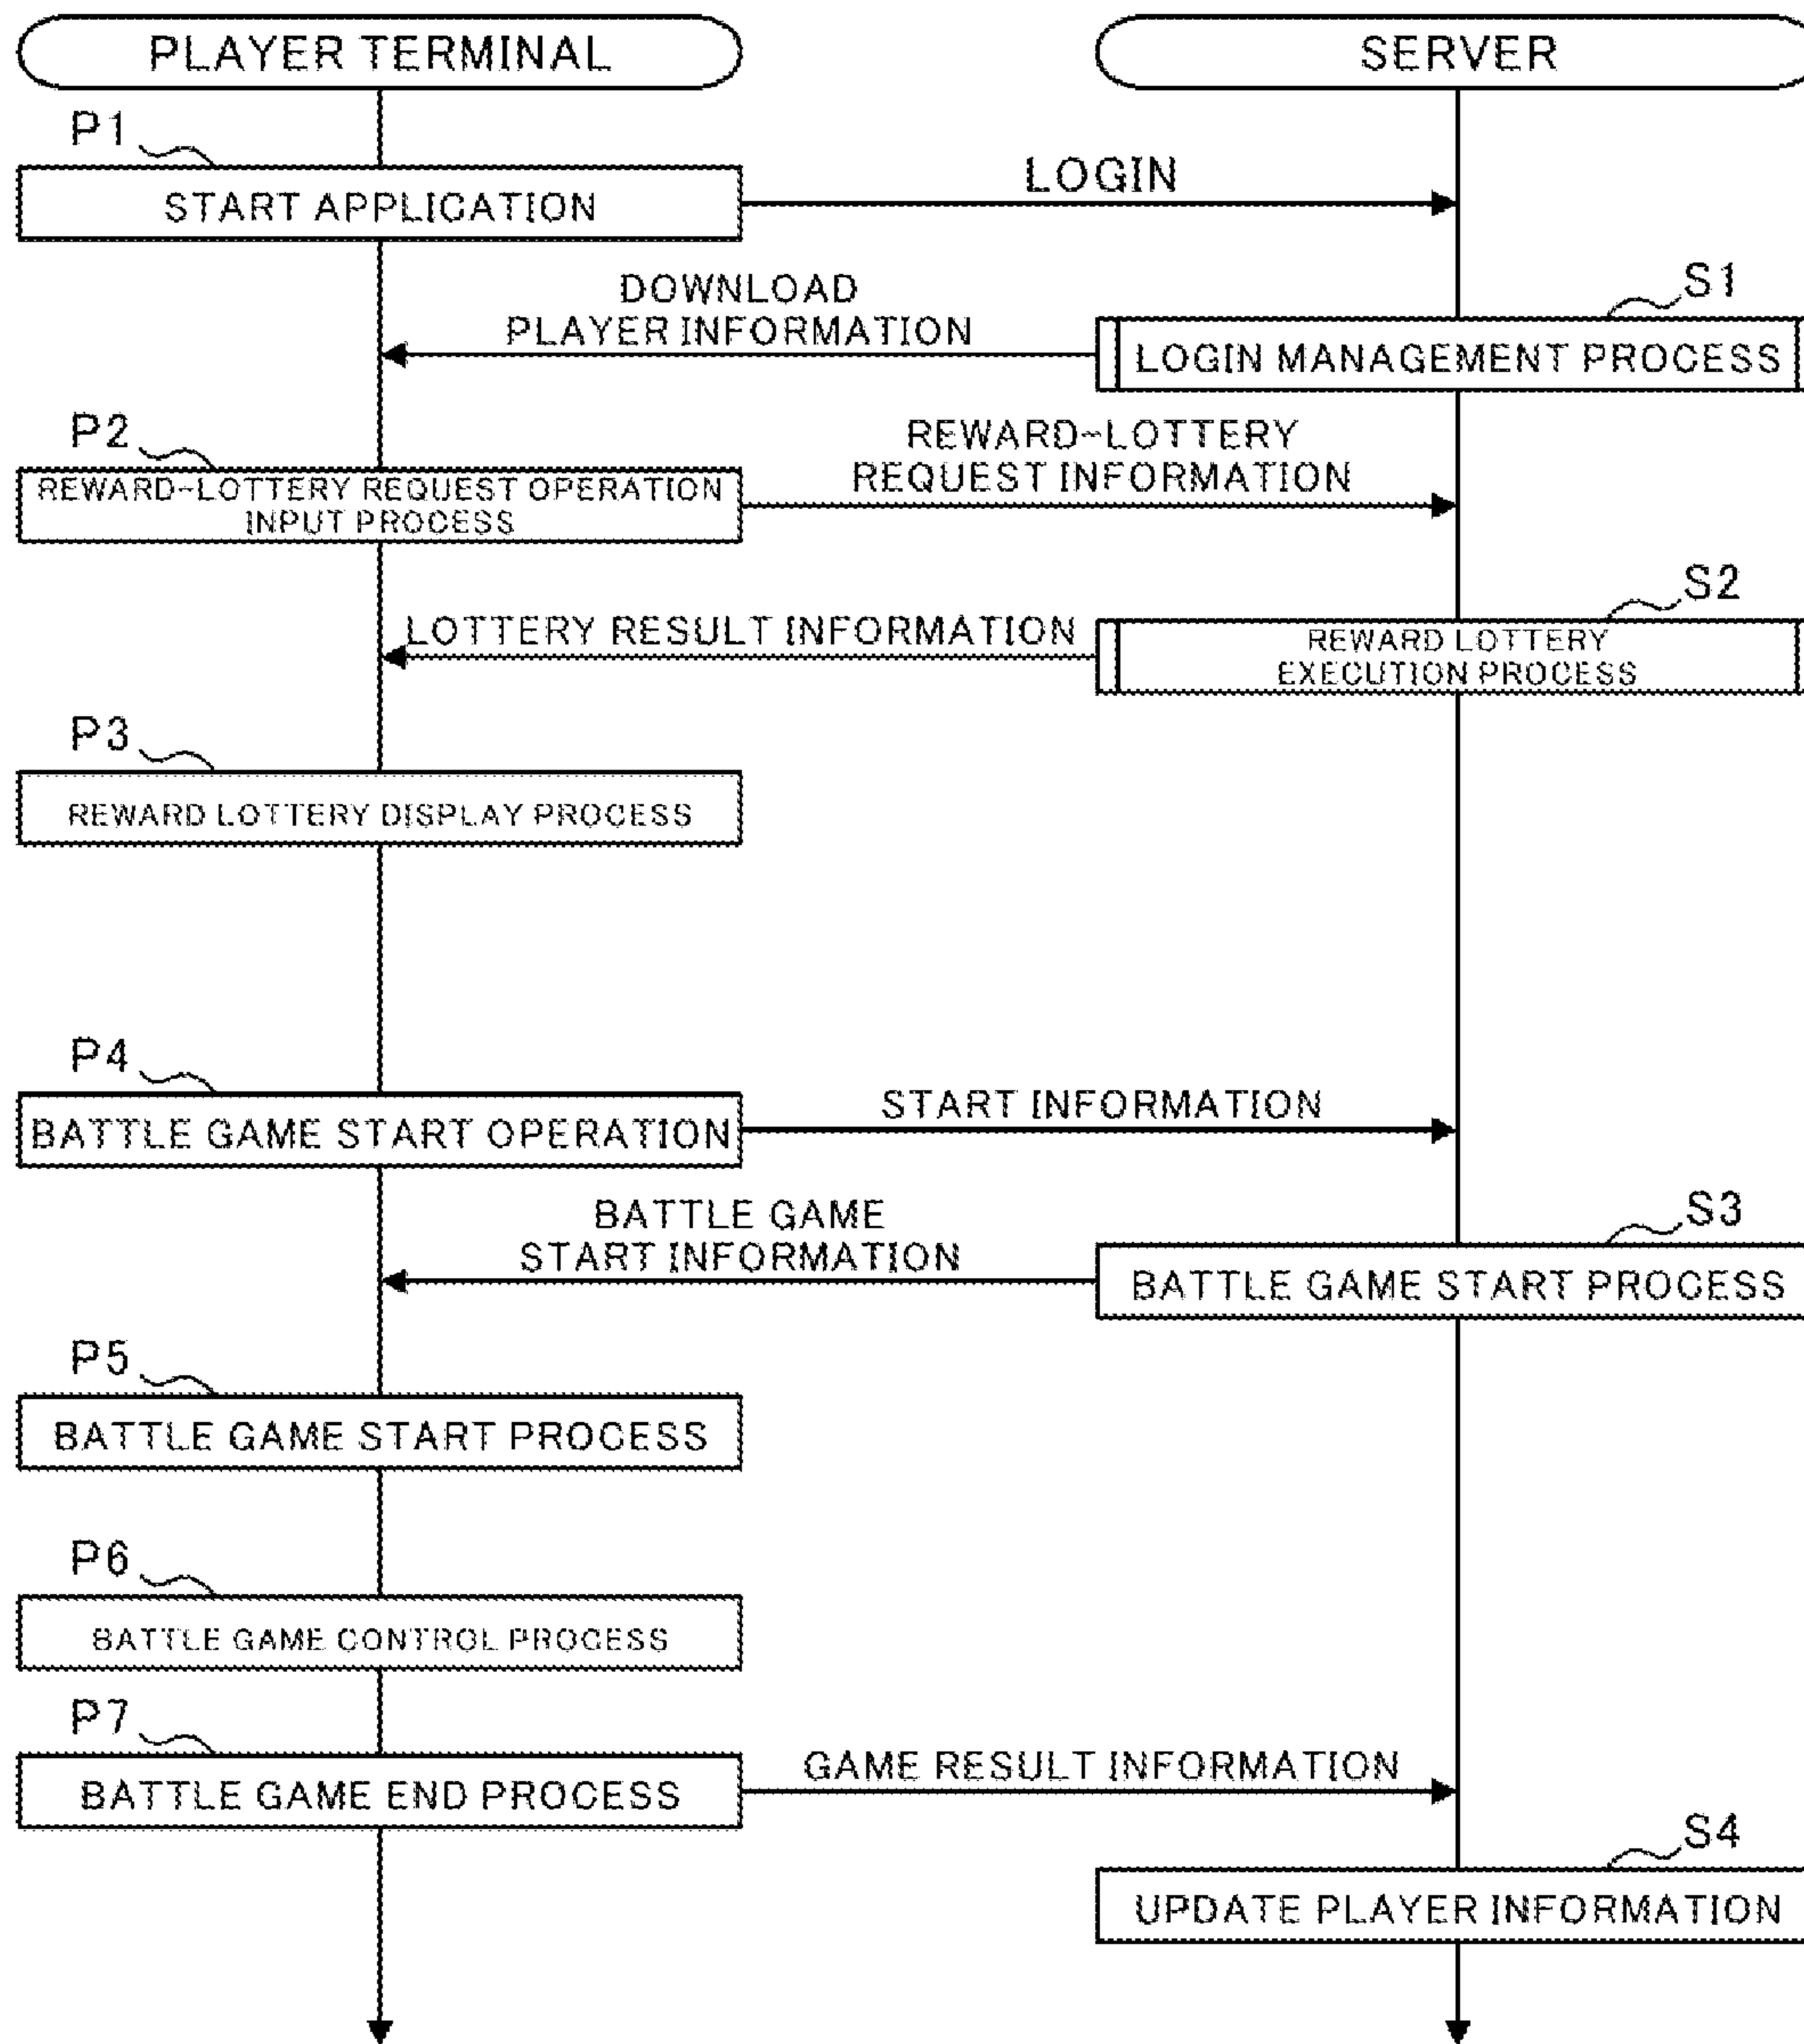 PLAYER TERMINAL
SERVER
P1
START APPLICATION
LOGIN
DOWNLOAD
PLAYER INFORMATION
S1
LOGIN MANAGEMENT PROCESS
P2
REWARD-LOTTERY REQUEST OPERATION
INPUT PROCESS
REWARD-LOTTERY
REQUEST INFORMATION
LOTTERY RESULT INFORMATION
S2
REWARD LOTTERY
EXECUTION PROCESS
P3
REWARD LOTTERY DISPLAY PROCESS
P4
BATTLE GAME START OPERATION
START INFORMATION
BATTLE GAME
START INFORMATION
S3
BATTLE GAME START PROCESS
P5
BATTLE GAME START PROCESS
P6
BATTLE GAME CONTROL PROCESS
P7
BATTLE GAME END PROCESS
GAME RESULT INFORMATION
S4
UPDATE PLAYER INFORMATION